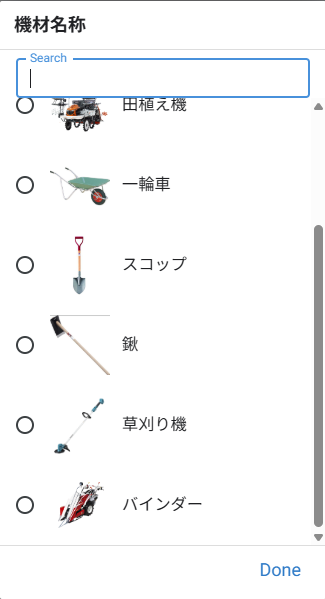 機材名称
Search
田植え機
一輪車
スコップ
鍬
草刈り機
バインダー
Done